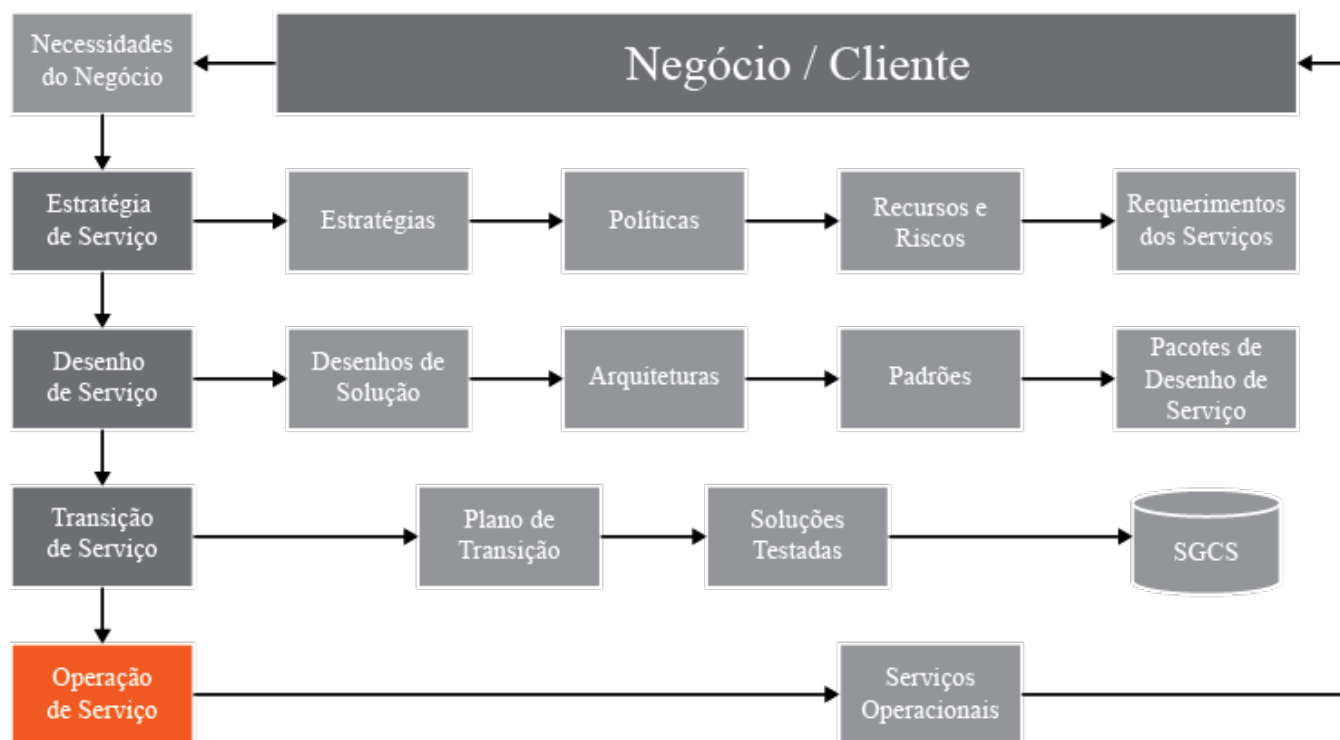 Necessidades
do Negócio
Negócio / Cliente
Estratégia
de Serviço
Estratégias
Políticas
Recursos e
Riscos
Requerimentos
dos Serviços
Desenho
de Serviço
Desenhos de
Solução
Arquiteturas
Padrões
Pacotes de
Desenho de
Serviço
Transição
de Serviço
Plano de
Transição
Soluções
Testadas
SGCS
Operação
de Serviço
Serviços
Operacionais